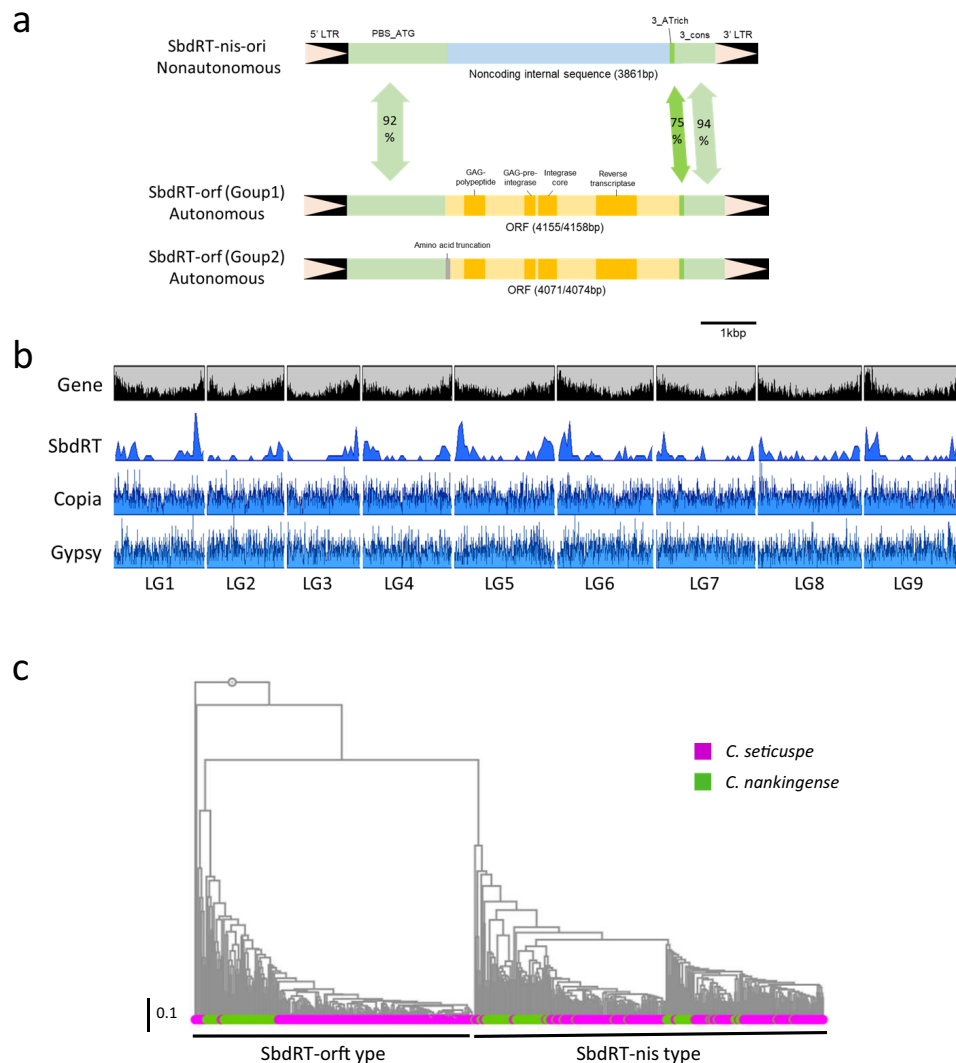 a
5' LTR
PBS_ATG
3_ATrich
3_cons
3' LTR
SbdRT-nis-ori
Nonautonomous
Noncoding internal sequence (3861bp)
92
%
75
%
94
%
GAG-
polypeptide
GAG-pre-
integrase
Integrase
core
Reverse
transcriptase
SbdRT-orf (Goup1)
Autonomous
ORF (4155/4158bp)
Amino acid truncation
SbdRT-orf (Goup2)
Autonomous
ORF (4071/4074bp)
1kbp
b
Gene
SbdRT
Copia
Gypsy
LG1 LG2 LG3 LG4 LG5 LG6 LG7 LG8 LG9
c
C. seticuspe
C. nankingense
0.1
SbdRT-orft ype
SbdRT-nis type